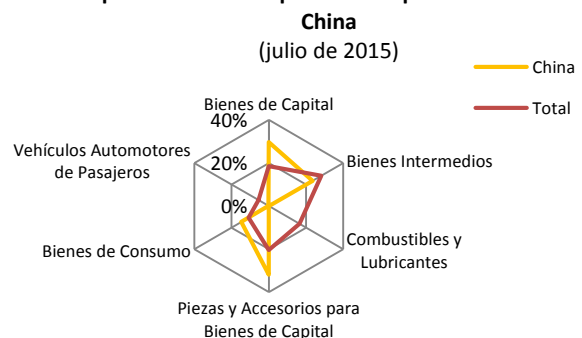 China
(julio de 2015)
China
Total
Bienes de Capital
40%
20%
0%
Vehículos Automotores
de Pasajeros
Bienes Intermedios
Bienes de Consumo
Combustibles y
Lubricantes
Piezas y Accesorios para
Bienes de Capital